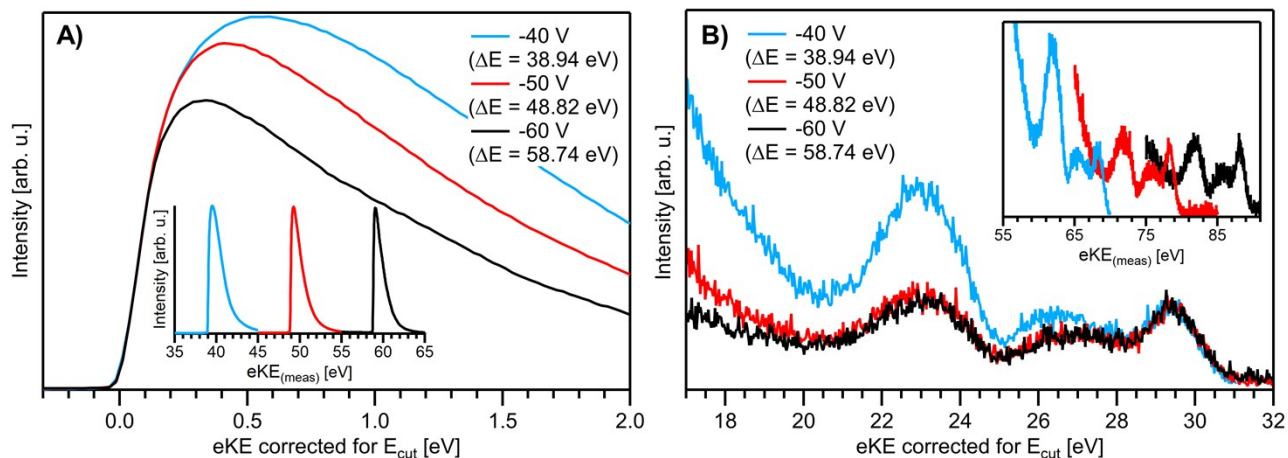 A)
-40 V
(ΔE = 38.94 eV)
-50 V
(ΔE = 48.82 eV)
-60 V
(ΔE = 58.74 eV)
Intensity [arb. u.]
Intensity [arb. u.]
35 40 45 50 55 60 65
eKE(meas) [eV]
0.0 0.5 1.0 1.5 2.0
eKE corrected for Ecut [eV]
B)
-40 V
(ΔE = 38.94 eV)
-50 V
(ΔE = 48.82 eV)
-60 V
(ΔE = 58.74 eV)
Intensity [arb. u.]
55 65 75 85
eKE(meas) [eV]
18 20 22 24 26 28 30 32
eKE corrected for Ecut [eV]